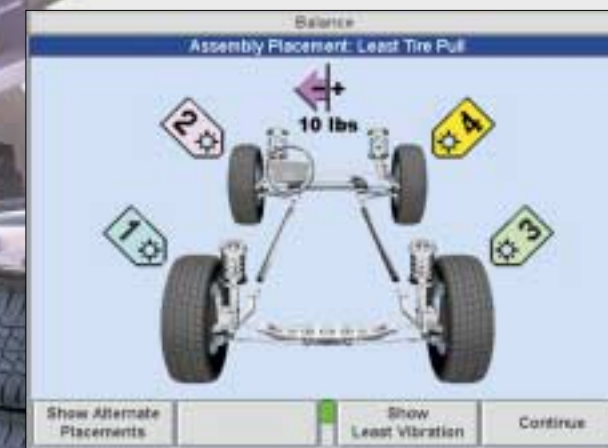 Balance
Assembly Placement: Least Tire Pull
- +
10 lbs
2
4
1
3
Show Alternate
Placements
Show
Least Vibration
Continue